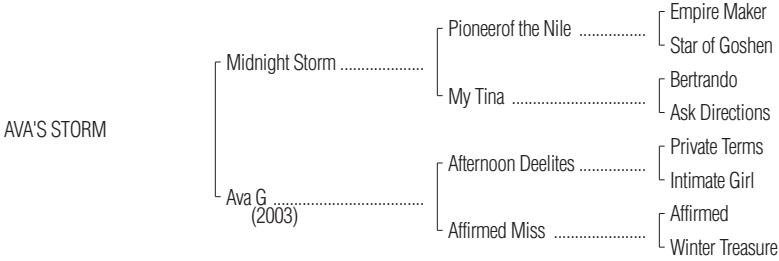 Empire Maker
Pioneerof the Nile ................
Star of Goshen
Midnight Storm ....................
Bertrando
My Tina ................................
Ask Directions
AVA'S STORM
Private Terms
Afternoon Deelites ................
Intimate Girl
Ava G ....................................
(2003)
Affirmed
Affirmed Miss ......................
Winter Treasure